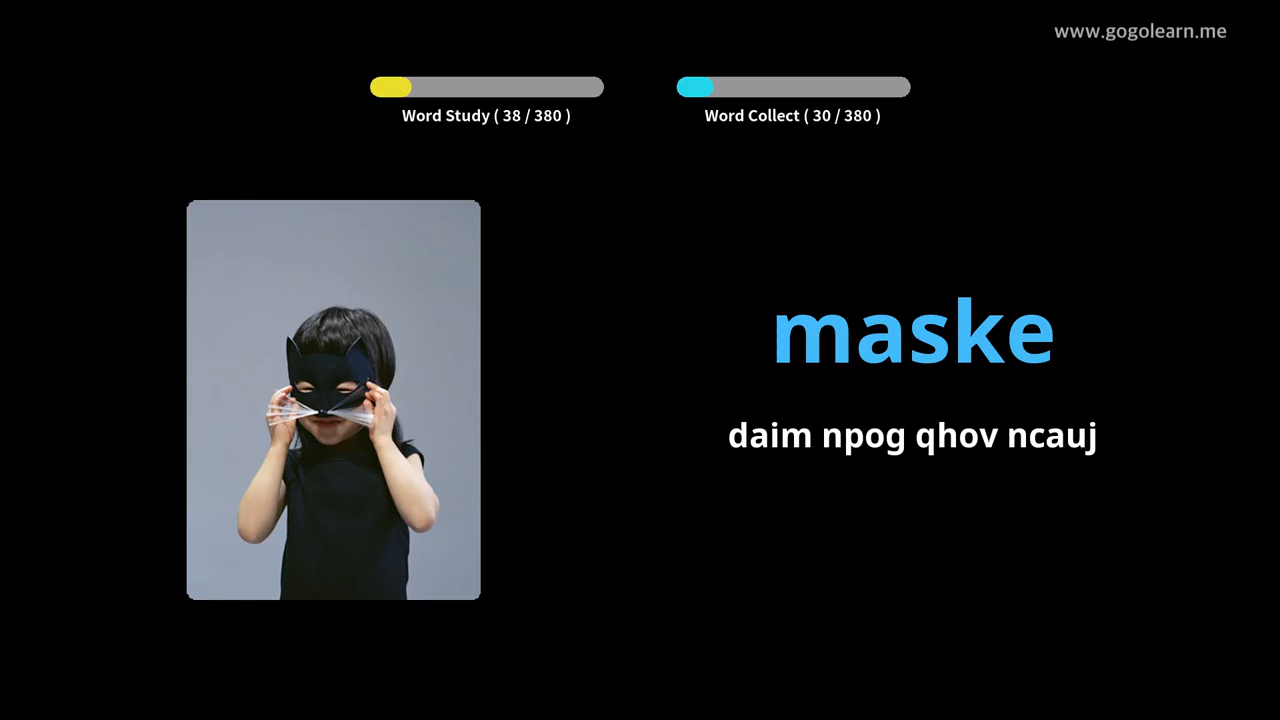 www.gogolearn.me
Word Study ( 38 / 380 )
Word Collect ( 30 / 380 )
maske
daim npog qhov ncauj